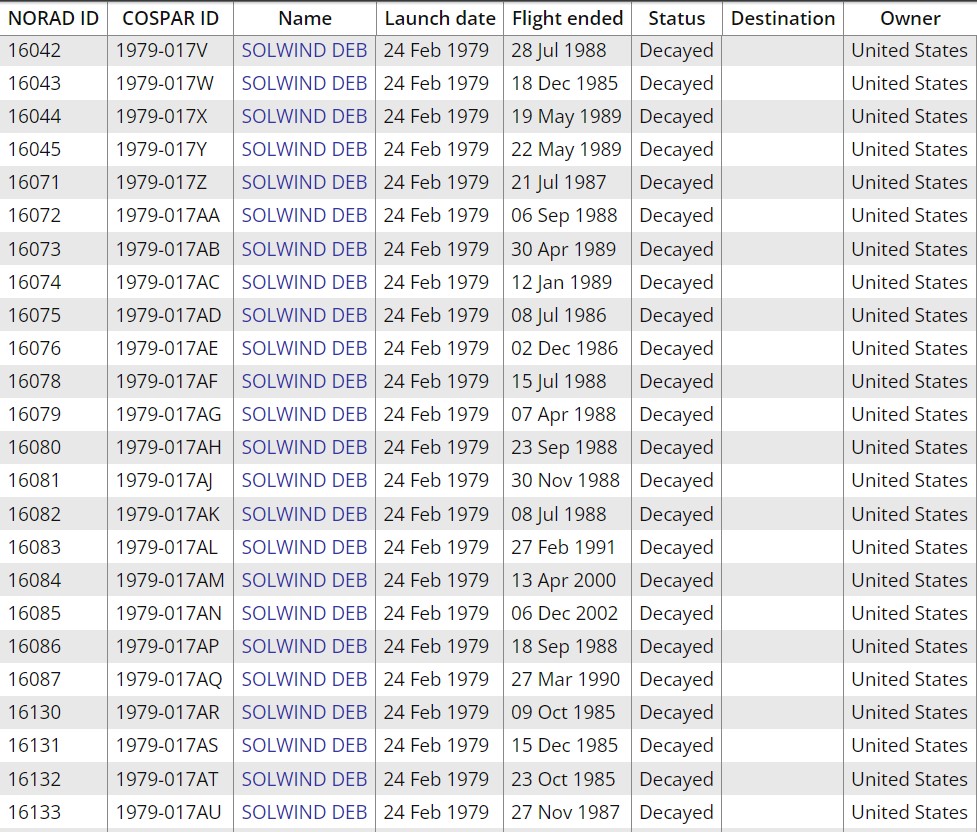 NORAD ID COSPAR ID Name Launch date Flight ended Status Destination Owner
16042 1979-017V SOLWIND DEB 24 Feb 1979 28 Jul 1988 Decayed United States
16043 1979-017W SOLWIND DEB 24 Feb 1979 18 Dec 1985 Decayed United States
16044 1979-017X SOLWIND DEB 24 Feb 1979 19 May 1989 Decayed United States
16045 1979-017Y SOLWIND DEB 24 Feb 1979 22 May 1989 Decayed United States
16071 1979-017Z SOLWIND DEB 24 Feb 1979 21 Jul 1987 Decayed United States
16072 1979-017AA SOLWIND DEB 24 Feb 1979 06 Sep 1988 Decayed United States
16073 1979-017AB SOLWIND DEB 24 Feb 1979 30 Apr 1989 Decayed United States
16074 1979-017AC SOLWIND DEB 24 Feb 1979 12 Jan 1989 Decayed United States
16075 1979-017AD SOLWIND DEB 24 Feb 1979 08 Jul 1986 Decayed United States
16076 1979-017AE SOLWIND DEB 24 Feb 1979 02 Dec 1986 Decayed United States
16078 1979-017AF SOLWIND DEB 24 Feb 1979 15 Jul 1988 Decayed United States
16079 1979-017AG SOLWIND DEB 24 Feb 1979 07 Apr 1988 Decayed United States
16080 1979-017AH SOLWIND DEB 24 Feb 1979 23 Sep 1988 Decayed United States
16081 1979-017AJ SOLWIND DEB 24 Feb 1979 30 Nov 1988 Decayed United States
16082 1979-017AK SOLWIND DEB 24 Feb 1979 08 Jul 1988 Decayed United States
16083 1979-017AL SOLWIND DEB 24 Feb 1979 27 Feb 1991 Decayed United States
16084 1979-017AM SOLWIND DEB 24 Feb 1979 13 Apr 2000 Decayed United States
16085 1979-017AN SOLWIND DEB 24 Feb 1979 06 Dec 2002 Decayed United States
16086 1979-017AP SOLWIND DEB 24 Feb 1979 18 Sep 1988 Decayed United States
16087 1979-017AQ SOLWIND DEB 24 Feb 1979 27 Mar 1990 Decayed United States
16130 1979-017AR SOLWIND DEB 24 Feb 1979 09 Oct 1985 Decayed United States
16131 1979-017AS SOLWIND DEB 24 Feb 1979 15 Dec 1985 Decayed United States
16132 1979-017AT SOLWIND DEB 24 Feb 1979 23 Oct 1985 Decayed United States
16133 1979-017AU SOLWIND DEB 24 Feb 1979 27 Nov 1987 Decayed United States